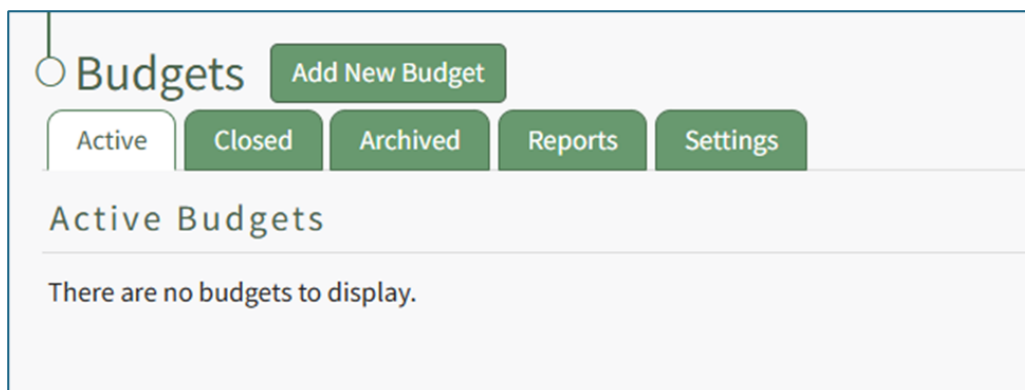 Budgets Add New Budget
Active Closed Archived Reports Settings
Active Budgets
There are no budgets to display.